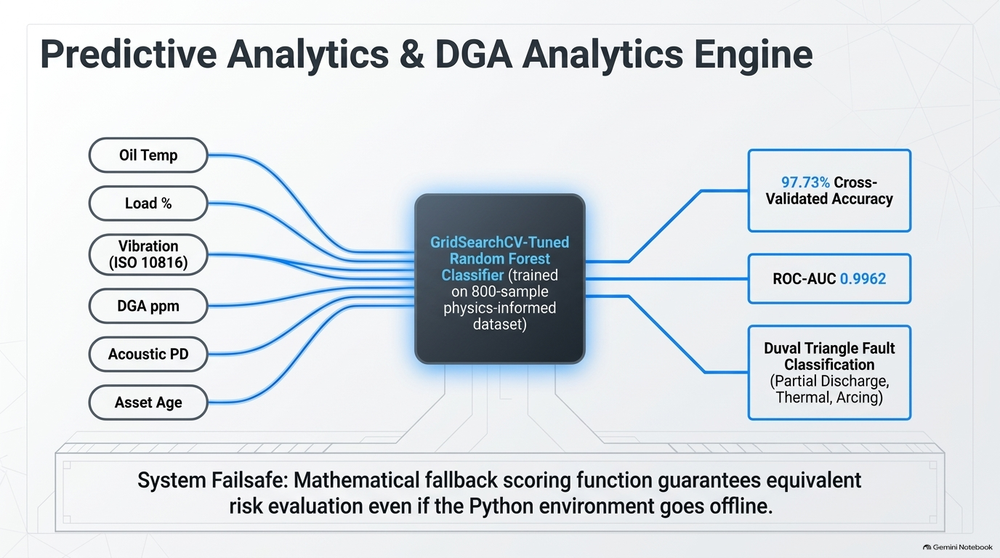 Predictive Analytics & DGA Analytics Engine
Oil Temp
Load %
Vibration
(ISO 10816)
DGA ppm
Acoustic PD
Asset Age
GridSearchCV-Tuned
Random Forest
Classifier (trained
on 800-sample
physics-informed
dataset)
97.73% Cross-
Validated Accuracy
ROC-AUC 0.9962
Duval Triangle Fault
Classification
(Partial Discharge,
Thermal, Arcing)
System Failsafe: Mathematical fallback scoring function guarantees equivalent
risk evaluation even if the Python environment goes offline.
Gemini Notebook